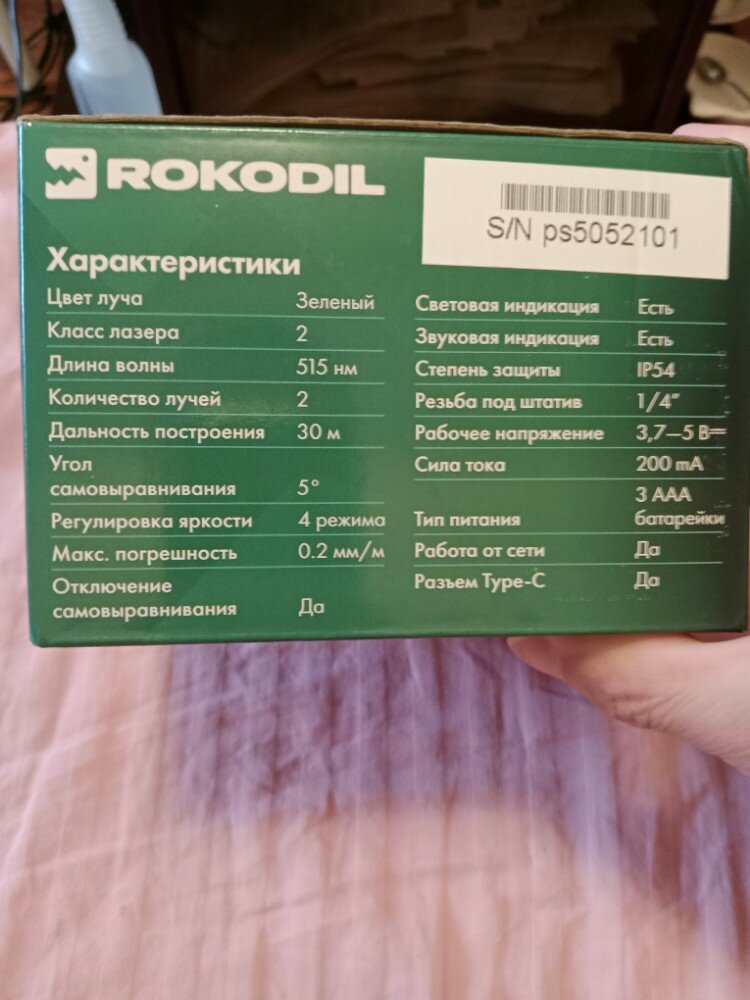 ROKODIL
S/N ps5052101
Характеристики
Цвет луча Зеленый
Класс лазера 2
Длина волны 515 нм
Количество лучей 2
Дальность построения 30 м
Угол
самовыравнивания 5°
Регулировка яркости 4 режима
Макс. погрешность 0.2 мм/м
Отключение
самовыравнивания Да
Световая индикация Есть
Звуковая индикация Есть
Степень защиты IP54
Резьба под штатив 1/4”
Рабочее напряжение 3,7—5 В⎓
Сила тока 200 mA
3 AAA
Тип питания батарейки
Работа от сети Да
Разъем Type-C Да